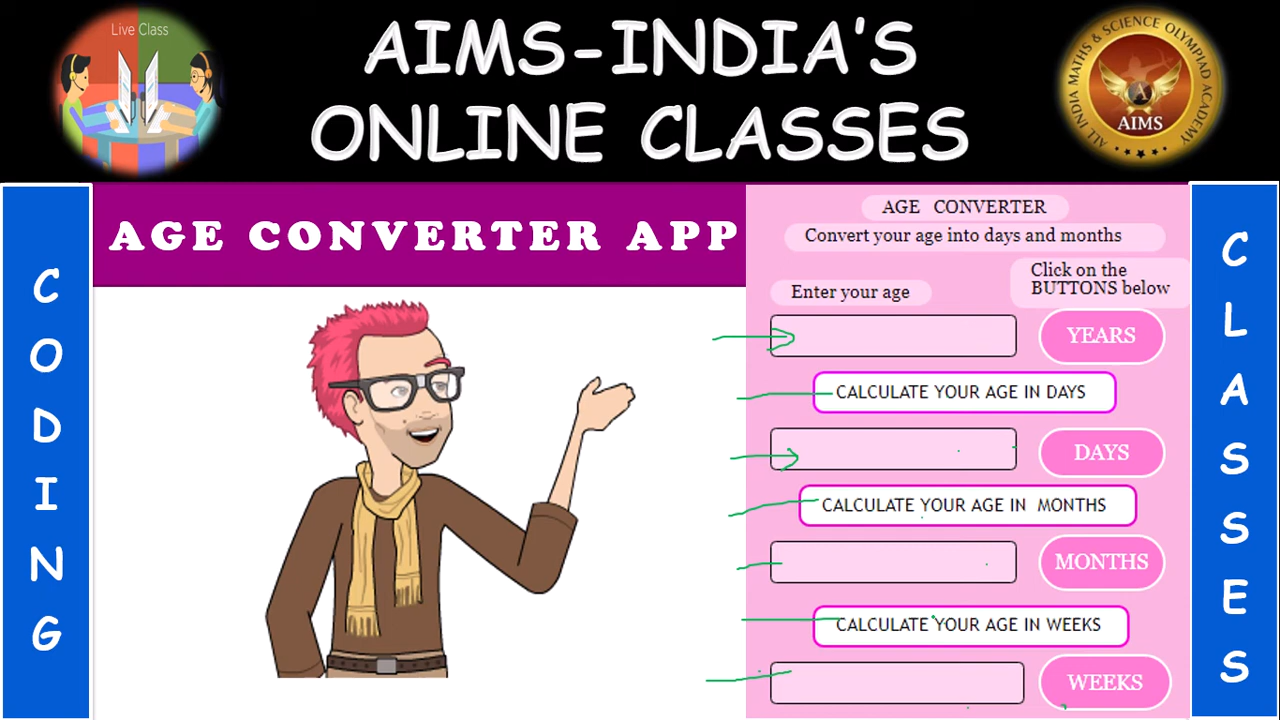 Live Class
AIMS-INDIA'S
ONLINE CLASSES
ALL INDIA MATHS & SCIENCE OLYMPIAD ACADEMY
AIMS
CODING
AGE CONVERTER APP
AGE CONVERTER
Convert your age into days and months
Enter your age
Click on the
BUTTONS below
YEARS
CALCULATE YOUR AGE IN DAYS
DAYS
CALCULATE YOUR AGE IN MONTHS
MONTHS
CALCULATE YOUR AGE IN WEEKS
WEEKS
CLASSES